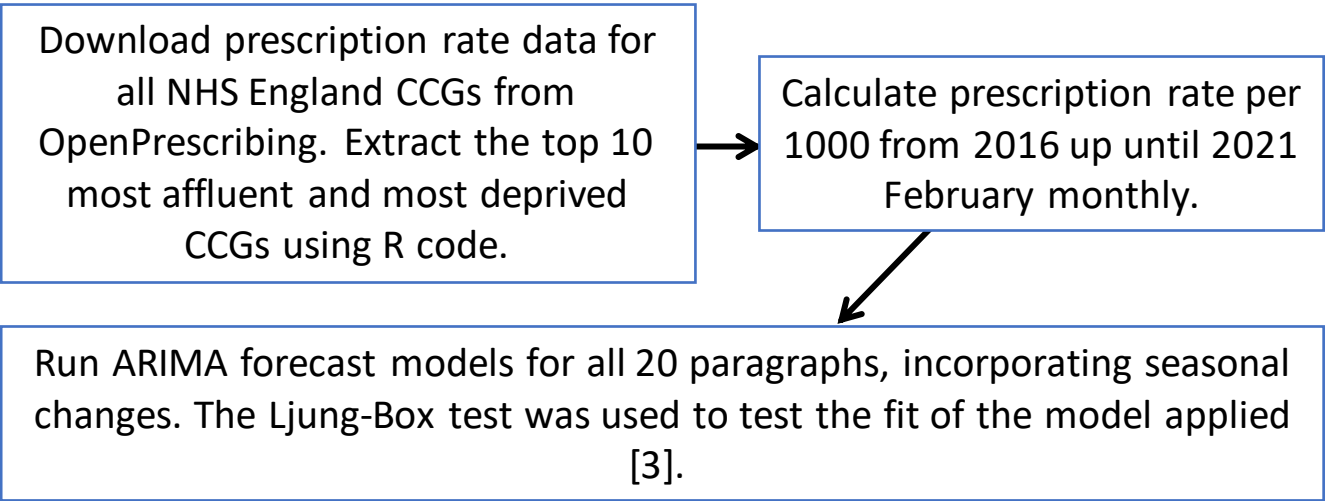 Download prescription rate data for
all NHS England CCGs from
OpenPrescribing. Extract the top 10
most affluent and most deprived
CCGs using R code.
Calculate prescription rate per
1000 from 2016 up until 2021
February monthly.
Run ARIMA forecast models for all 20 paragraphs, incorporating seasonal
changes. The Ljung-Box test was used to test the fit of the model applied
[3].